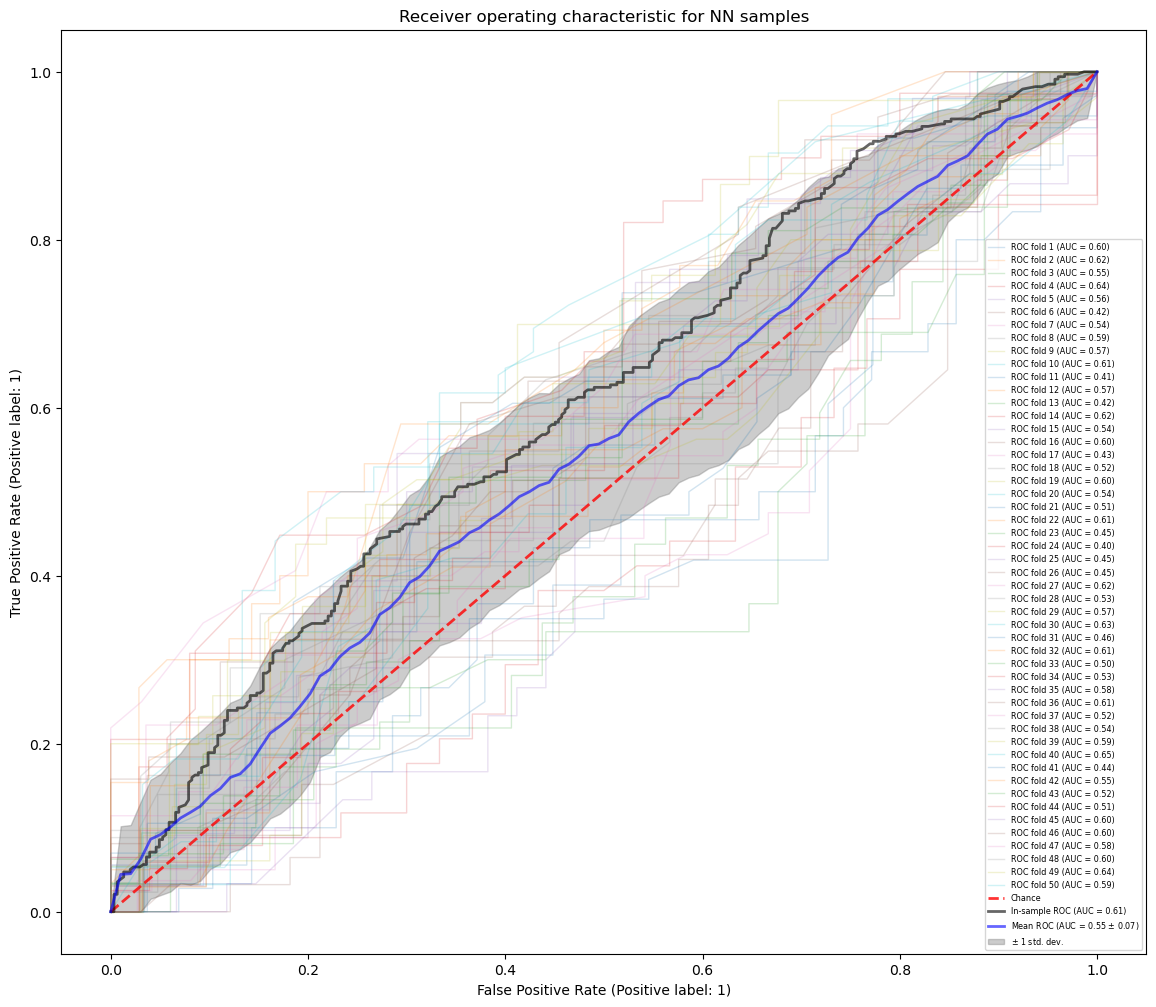 Receiver operating characteristic for NN samples
True Positive Rate (Positive label: 1)
1.0
0.8
0.6
0.4
0.2
0.0
0.0
0.2
0.4
0.6
0.8
1.0
False Positive Rate (Positive label: 1)
ROC fold 1 (AUC = 0.60)
ROC fold 2 (AUC = 0.62)
ROC fold 3 (AUC = 0.55)
ROC fold 4 (AUC = 0.64)
ROC fold 5 (AUC = 0.56)
ROC fold 6 (AUC = 0.42)
ROC fold 7 (AUC = 0.54)
ROC fold 8 (AUC = 0.59)
ROC fold 9 (AUC = 0.57)
ROC fold 10 (AUC = 0.61)
ROC fold 11 (AUC = 0.41)
ROC fold 12 (AUC = 0.57)
ROC fold 13 (AUC = 0.42)
ROC fold 14 (AUC = 0.62)
ROC fold 15 (AUC = 0.54)
ROC fold 16 (AUC = 0.60)
ROC fold 17 (AUC = 0.43)
ROC fold 18 (AUC = 0.52)
ROC fold 19 (AUC = 0.60)
ROC fold 20 (AUC = 0.54)
ROC fold 21 (AUC = 0.51)
ROC fold 22 (AUC = 0.61)
ROC fold 23 (AUC = 0.45)
ROC fold 24 (AUC = 0.40)
ROC fold 25 (AUC = 0.45)
ROC fold 26 (AUC = 0.45)
ROC fold 27 (AUC = 0.62)
ROC fold 28 (AUC = 0.53)
ROC fold 29 (AUC = 0.57)
ROC fold 30 (AUC = 0.63)
ROC fold 31 (AUC = 0.46)
ROC fold 32 (AUC = 0.61)
ROC fold 33 (AUC = 0.50)
ROC fold 34 (AUC = 0.53)
ROC fold 35 (AUC = 0.58)
ROC fold 36 (AUC = 0.61)
ROC fold 37 (AUC = 0.52)
ROC fold 38 (AUC = 0.54)
ROC fold 39 (AUC = 0.59)
ROC fold 40 (AUC = 0.65)
ROC fold 41 (AUC = 0.44)
ROC fold 42 (AUC = 0.55)
ROC fold 43 (AUC = 0.52)
ROC fold 44 (AUC = 0.51)
ROC fold 45 (AUC = 0.60)
ROC fold 46 (AUC = 0.60)
ROC fold 47 (AUC = 0.58)
ROC fold 48 (AUC = 0.60)
ROC fold 49 (AUC = 0.64)
ROC fold 50 (AUC = 0.59)
Chance
In-sample ROC (AUC = 0.61)
Mean ROC (AUC = 0.55 ± 0.07)
± 1 std. dev.